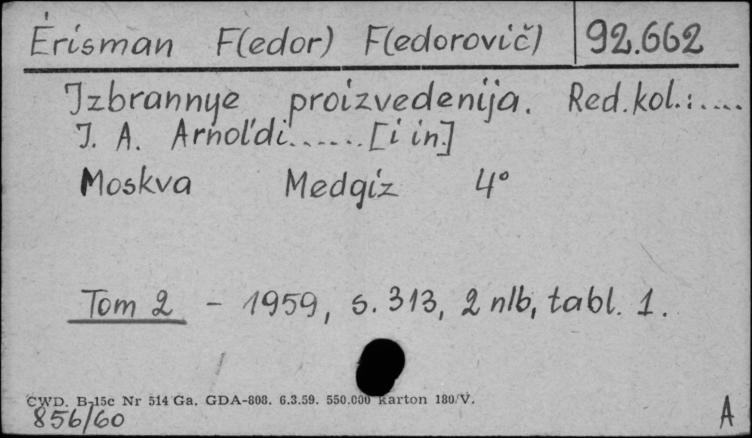 Ėrisman F(edor) F(edorovič) 92.662
Izbrannye proizvedenija. Red.kol.:....
I. A. Arnol'di...... [i in.]
Moskva Medgiz 4°
Tom 2 - 1959, s. 313, 2 nlb, tabl. 1.
CWD. B-15c Nr 514 Ga. GDA-808. 6.3.59. 550.000 karton 180/V.
856/60
A